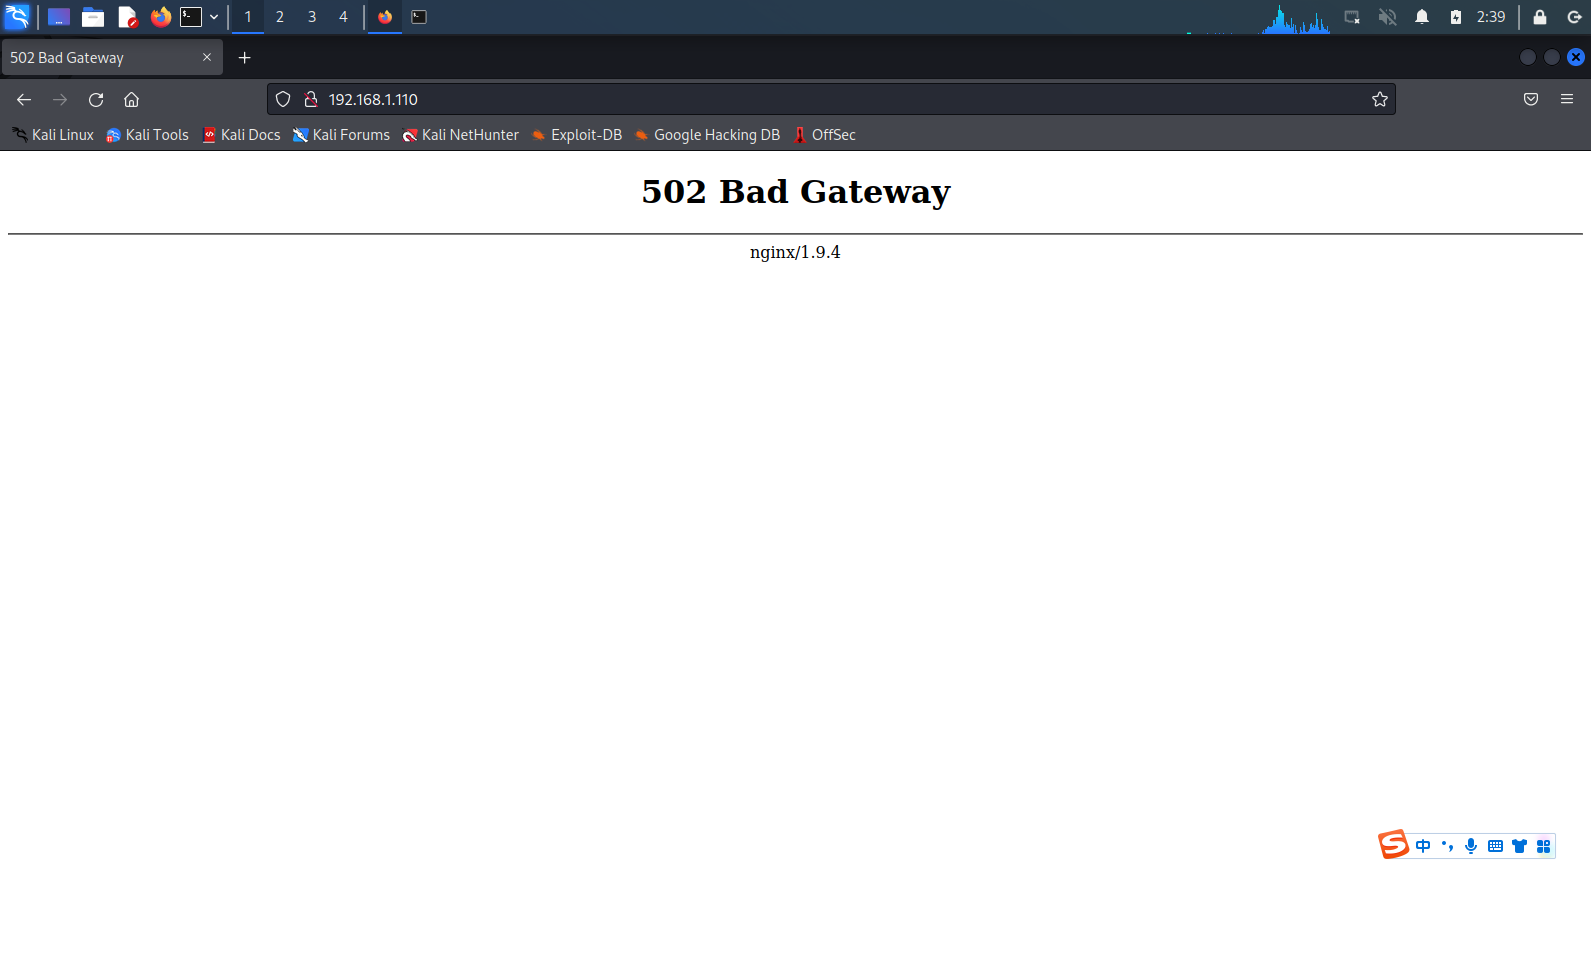 1 2 3 4 2:39
502 Bad Gateway
192.168.1.110
Kali Linux Kali Tools Kali Docs Kali Forums Kali NetHunter Exploit-DB Google Hacking DB OffSec
502 Bad Gateway
nginx/1.9.4
中